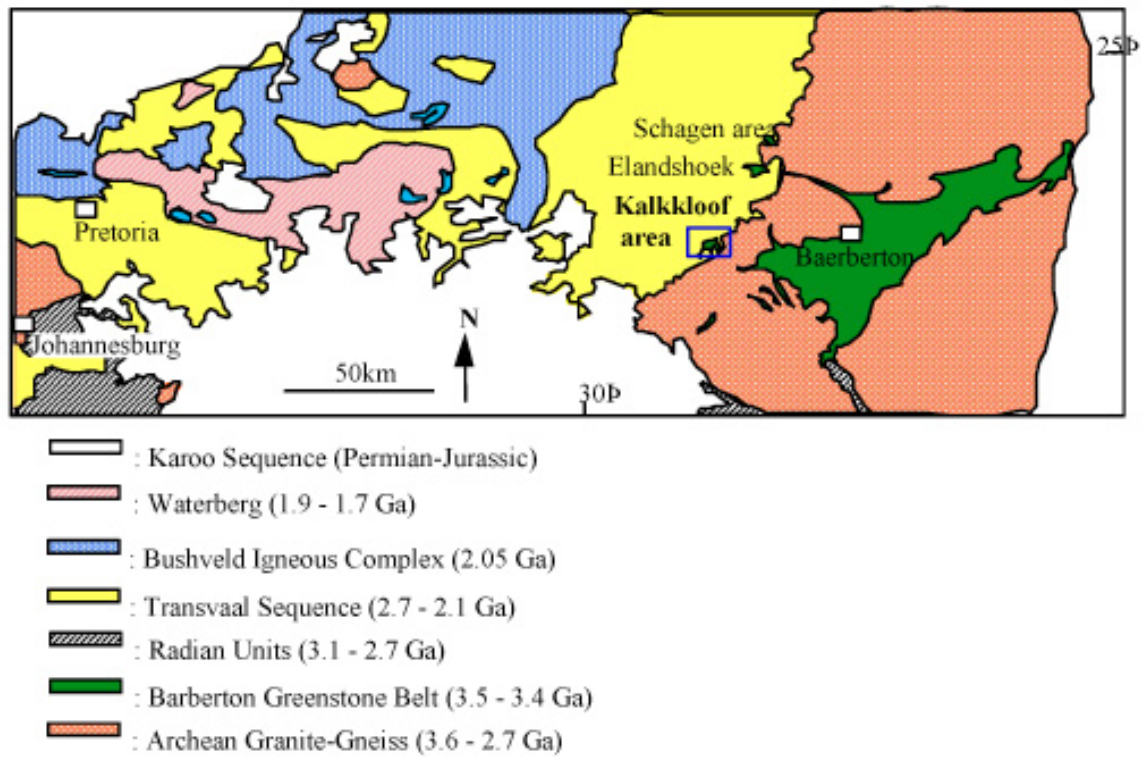 25Þ
Schagen area
Elandshoek
Kalkkloof
area
Pretoria
Baerberton
N
Johannesburg
50km
30Þ
: Karoo Sequence (Permian-Jurassic)
: Waterberg (1.9 - 1.7 Ga)
: Bushveld Igneous Complex (2.05 Ga)
: Transvaal Sequence (2.7 - 2.1 Ga)
: Radian Units (3.1 - 2.7 Ga)
: Barberton Greenstone Belt (3.5 - 3.4 Ga)
: Archean Granite-Gneiss (3.6 - 2.7 Ga)